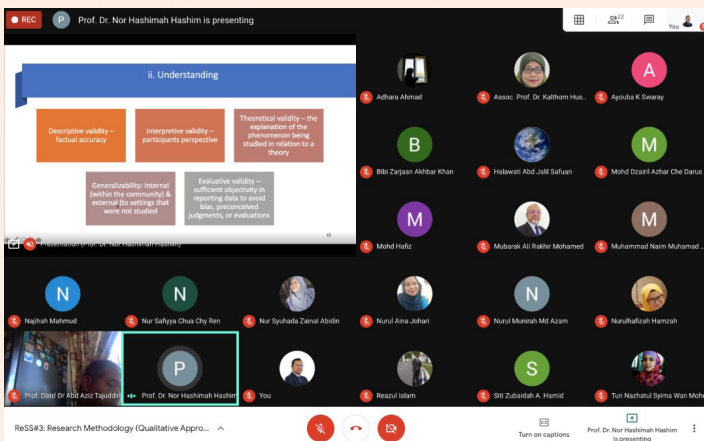 REC
P
Prof. Dr. Nor Hashimah Hashim is presenting
22
You
ii. Understanding
Descriptive validity –
factual accuracy
Interpretive validity –
participants perspective
Theoretical validity – the
explanation of the
phenomenon being
studied in relation to a
theory
Generalizability: Internal
(within the community) &
external (to settings that
were not studied
Evaluative validity –
sufficient objectivity in
reporting data to avoid
bias, preconceived
judgments, or evaluations
Presentation (Prof. Dr. Nor Hashimah Hashim)
Adhara Ahmad
Assoc. Prof. Dr. Kalthom Hus...
A
Ayouba K Swaray
B
Bibi Zarjaan Akhbar Khan
Halawati Abd Jalil Safuan
M
Mohd Dzairil Azhar Che Darus
M
Mohd Hafiz
Mubarak Ali Rakhir Mohamed
M
Muhammad Naim Muhamad ...
N
Najihah Mahmud
N
Nur Safiyya Chua Chy Ren
Nur Syuhada Zainal Abidin
Nurul Aina Johari
N
Nurul Munirah Md Azam
Nurulhafizah Hamzah
Prof. Dato' Dr Abd Aziz Tajuddin
P
Prof. Dr. Nor Hashimah Hashim
You
Reazul Islam
S
Siti Zubaidah A. Hamid
Tun Nazhatul Syima Wan Moh
ReSS#3: Research Methodology (Qualitative Appro...
Turn on captions
Prof. Dr. Nor Hashimah Hashim
is presenting